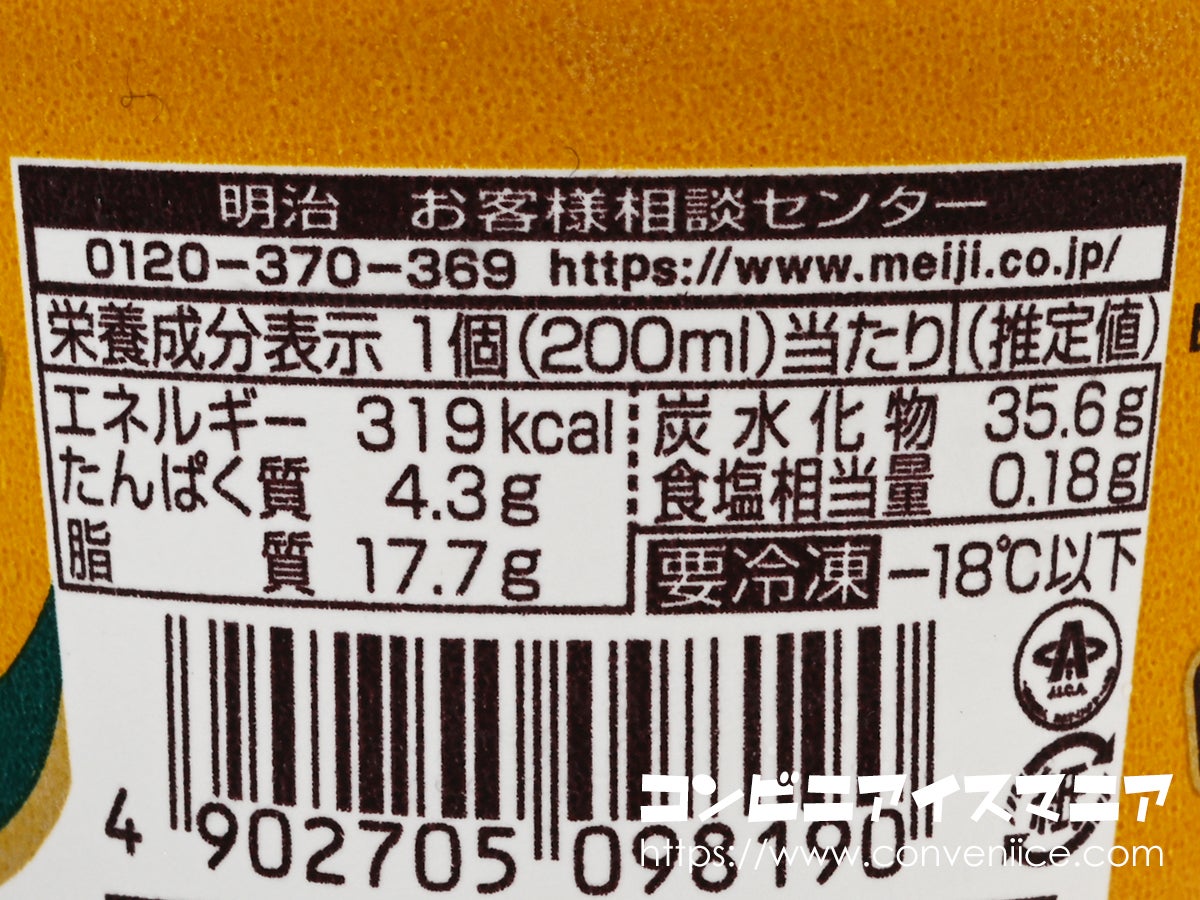 明治 お客様相談センター
0120-370-369 https://www.meiji.co.jp/
栄養成分表示 1個(200ml)当たり (推定値)
エネルギー 319kcal
たんぱく質 4.3g
脂質 17.7g
炭水化物 35.6g
食塩相当量 0.18g
要冷凍 -18℃以下
J.I.C.A
紙
4 902705 098190
コンビニアイスマニア
https://www.conveniice.com